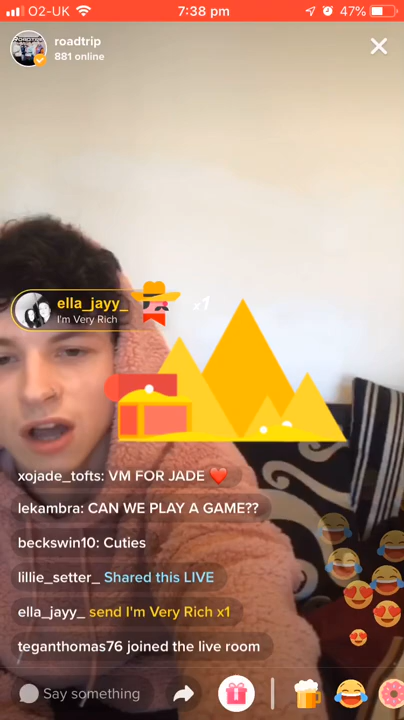 O2-UK
7:38 pm
47%
roadtrip
881 online
ella_jayy_
x1
I'm Very Rich
xojade_tofts: VM FOR JADE ❤️
lekambra: CAN WE PLAY A GAME??
beckswin10: Cuties
lillie_setter_ Shared this LIVE
ella_jayy_ send I'm Very Rich x1
teganthomas76 joined the live room
Say something